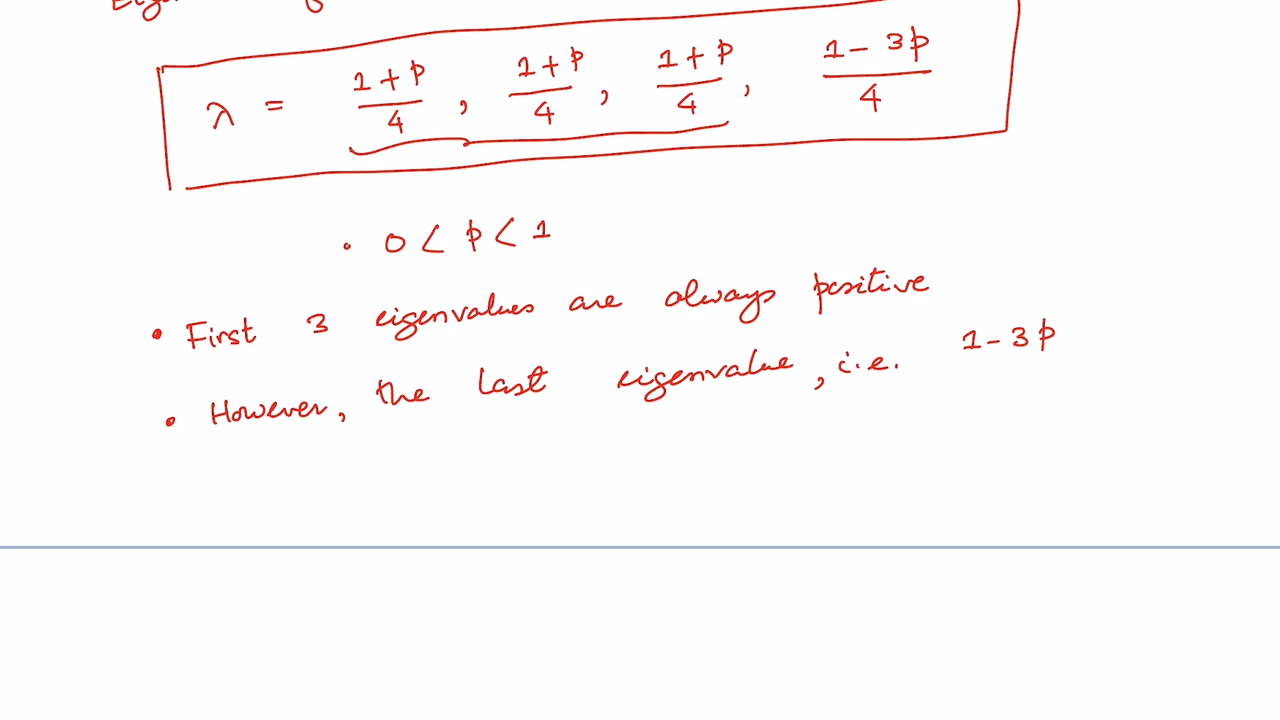 λ = 1+p/4 , 1+p/4 , 1+p/4 , 1-3p/4
• 0 < p < 1
• First 3 eigenvalues are always positive
• However, the last eigenvalue, i.e. 1-3p